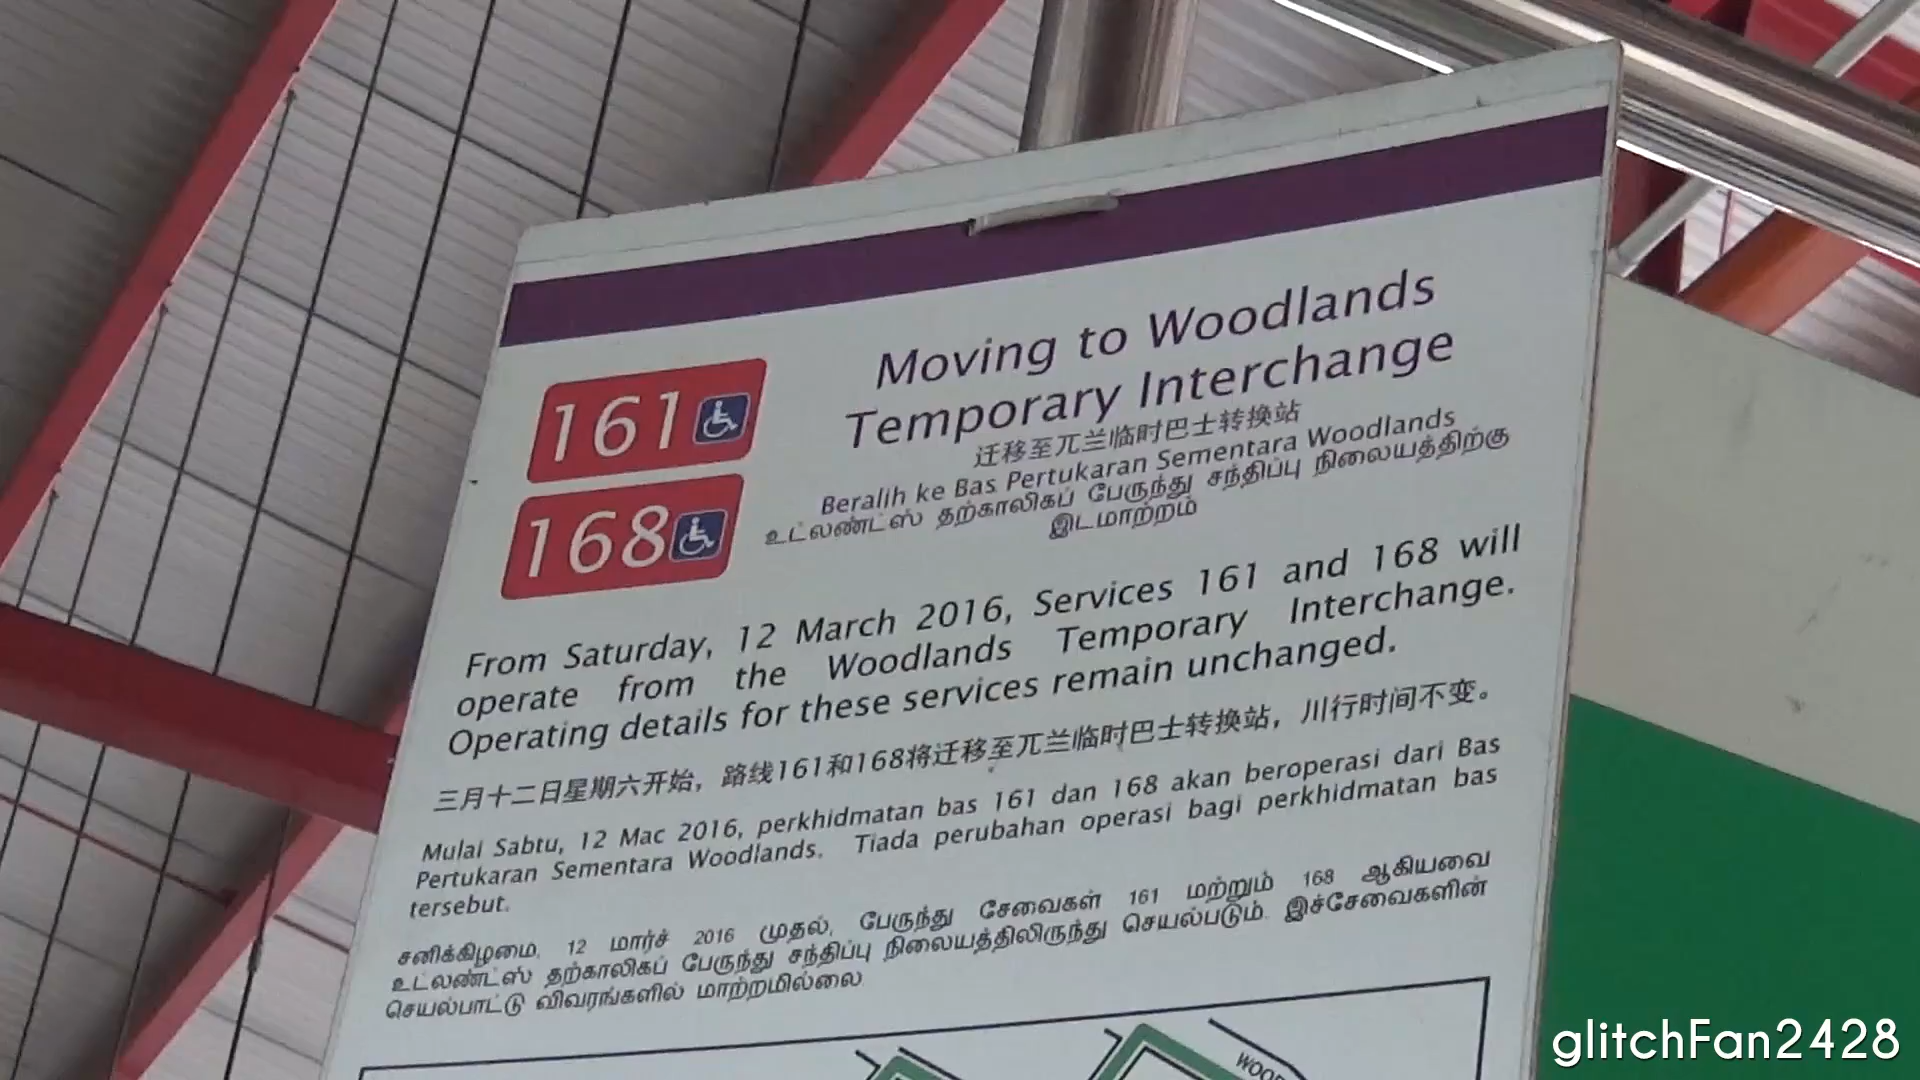 161
168
Moving to Woodlands
Temporary Interchange
迁移至兀兰临时巴士转换站
Beralih ke Bas Pertukaran Sementara Woodlands
உட்லண்ட்ஸ் தற்காலிகப் பேருந்து சந்திப்பு நிலையத்திற்கு
இடமாற்றம்
From Saturday, 12 March 2016, Services 161 and 168 will
operate from the Woodlands Temporary Interchange.
Operating details for these services remain unchanged.
三月十二日星期六开始，路线161和168将迁移至兀兰临时巴士转换站，川行时间不变。
Mulai Sabtu, 12 Mac 2016, perkhidmatan bas 161 dan 168 akan beroperasi dari Bas
Pertukaran Sementara Woodlands. Tiada perubahan operasi bagi perkhidmatan bas
tersebut.
சனிக்கிழமை, 12 மார்ச் 2016 முதல், பேருந்து சேவைகள் 161 மற்றும் 168 ஆகியவை
உட்லண்ட்ஸ் தற்காலிகப் பேருந்து சந்திப்பு நிலையத்திலிருந்து செயல்படும். இச்சேவைகளின்
செயல்பாட்டு விவரங்களில் மாற்றமில்லை.
glitchFan2428